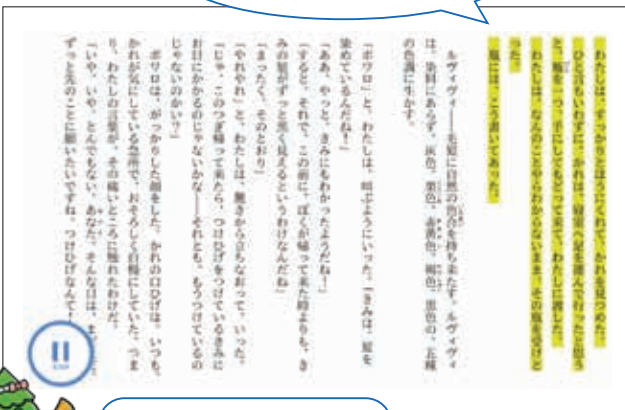 わたしは、すっかりとほうにくれて、かれを見つめた。
ひと言もいわずに、かれは、寝室へ足を運んで行ったと思う
と、瓶を一つ、手にしてもどって来て、わたしに渡した。
わたしは、なんのことやらわからないまま、その瓶を受けと
った。
瓶には、こう書いてあった。
ルヴィヴィ――毛髪に自然の色合を持ち来たす。ルヴィヴィ
は、染料にあらず。灰色、栗色、赤黄色、褐色、黒色の、五種
の色調に生かす。
「ポワロ」と、わたしは、叫ぶようにいった。「きみは、髪を
染めているんだね!」
「ああ、やっと、きみにもわかったようだね!」
「すると、それで、この前に、ぼくが帰って来た時よりも、き
みの髪がずっと黒く見えるというわけなんだね」
「まったく、そのとおり」
「やれやれ」と、わたしは、驚きから立ちなおって、いった。
「じゃ、このつぎ帰って来たら、つけひげをつけているきみに
お目にかかるのじゃないかな――それとも、もうつけているの
じゃないのかい?」
ポワロは、がっかりした顔をした。かれの口ひげは、いつも、
かれが気にしている急所で、おそろしく自慢にしていた。つま
り、わたしの言葉が、その痛いところに触れたわけだ。
「いや、いや、とんでもない、あなた。そんな日は、ま
ずっと先のことに願いたいですね。つけひげなんて!